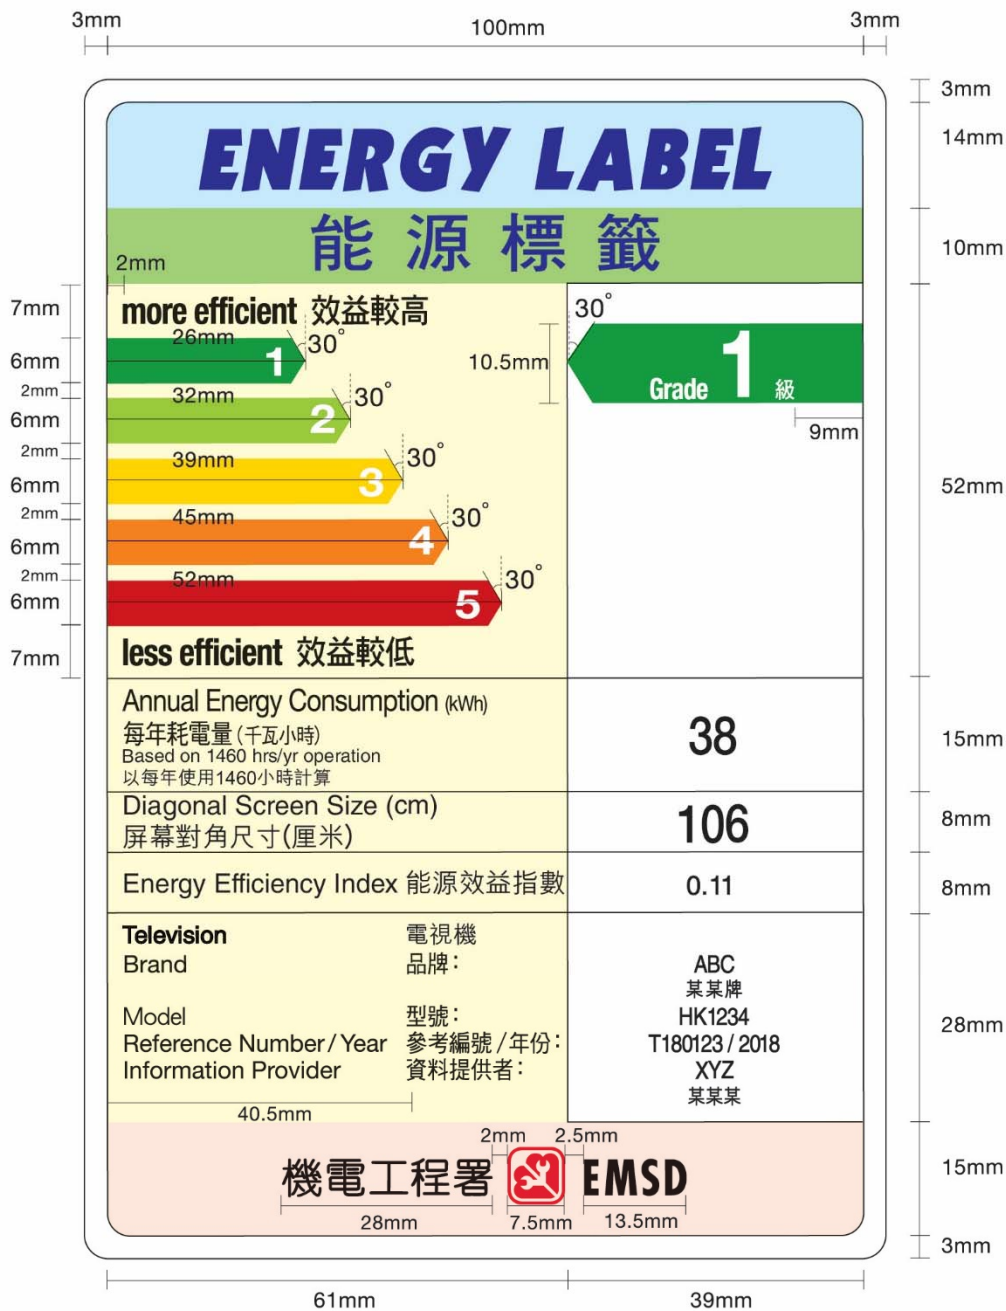 3mm 100mm 3mm
3mm
ENERGY LABEL
14mm
能源標籤
10mm
2mm
7mm
more efficient 效益較高
30°
6mm
26mm
1
30°
10.5mm
Grade 1 級
2mm
6mm
32mm
2
30°
9mm
2mm
6mm
39mm
3
30°
52mm
2mm
6mm
45mm
4
30°
2mm
6mm
52mm
5
30°
7mm
less efficient 效益較低
Annual Energy Consumption (kWh)
每年耗電量(千瓦小時)
Based on 1460 hrs/yr operation
以每年使用1460小時計算
38
15mm
Diagonal Screen Size (cm)
屏幕對角尺寸(厘米)
106
8mm
Energy Efficiency Index 能源效益指數 0.11
8mm
Television 電視機
Brand 品牌: ABC
某某牌
Model 型號: HK1234
Reference Number/Year 參考編號/年份: T180123 / 2018
28mm
Information Provider 資料提供者: XYZ
某某某
40.5mm
2mm 2.5mm
機電工程署 EMSD
15mm
28mm 7.5mm 13.5mm
3mm
61mm 39mm